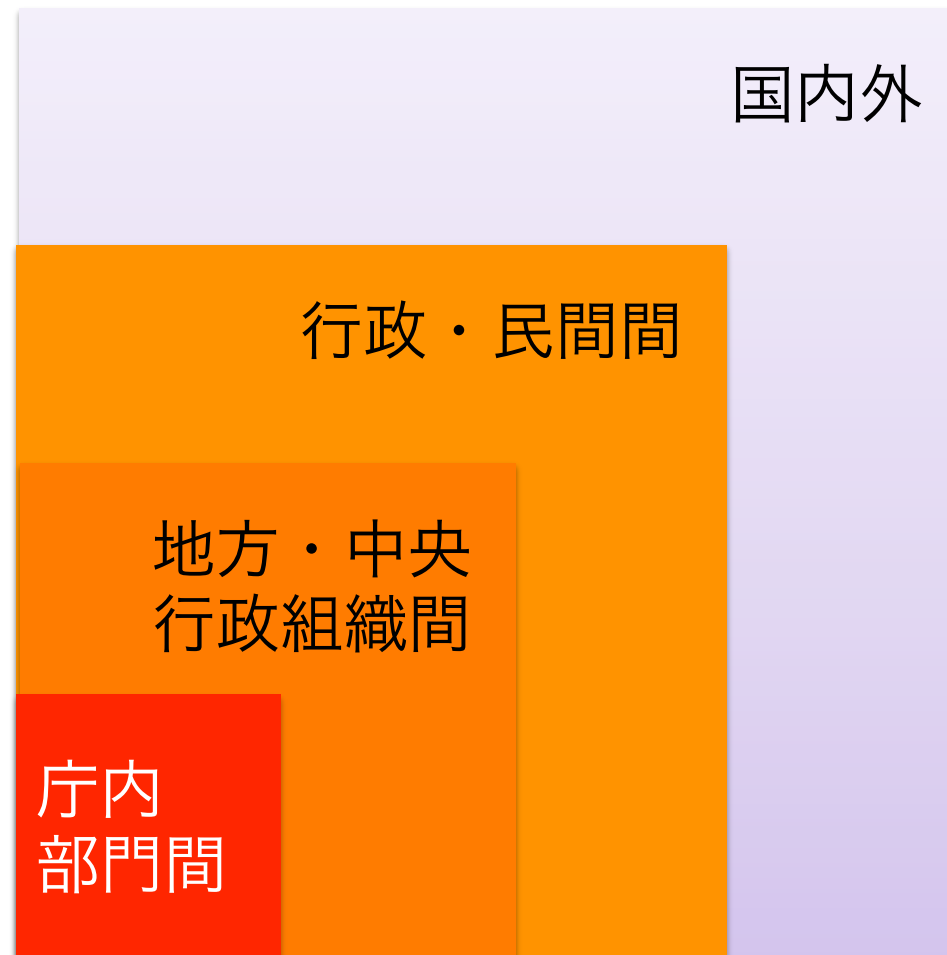 国内外
行政・民間間
地方・中央
行政組織間
庁内
部門間